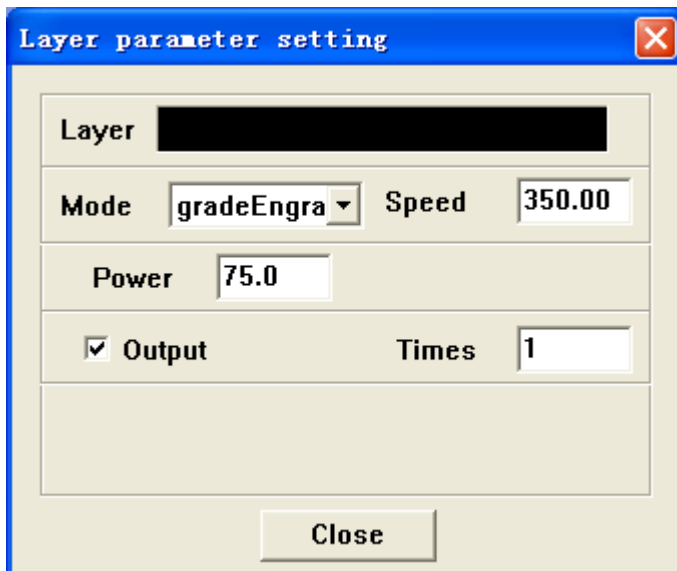 Layer parameter setting
Layer
Mode gradeEngra Speed 350.00
Power 75.0
Output Times 1
Close